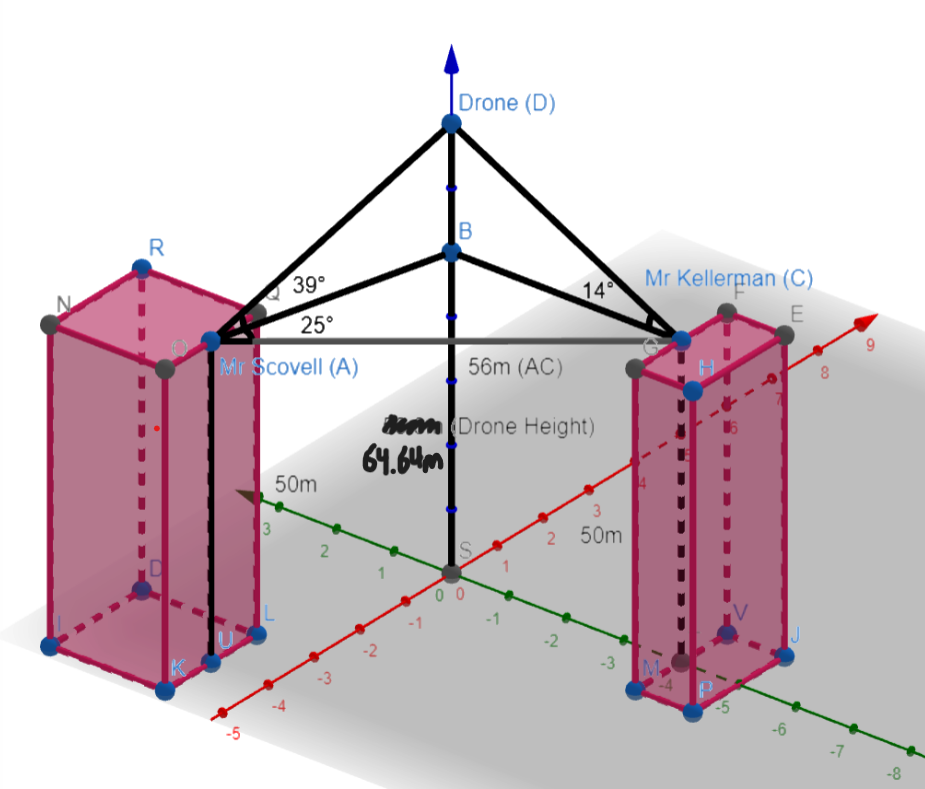 Drone (D)
B
R
39°
14°
Mr Kellerman (C)
N
Q
F
25°
E
O
G
9
Mr Scovell (A)
56m (AC)
H
8
7
(Drone Height)
6
64.64m
5
50m
4
3
3
50m
2
2
S
1
1
0
0
D
-1
-1
I
L
-2
V
U
-2
-3
J
K
-3
M
-4
-4
P
-5
-5
-6
-7
-8